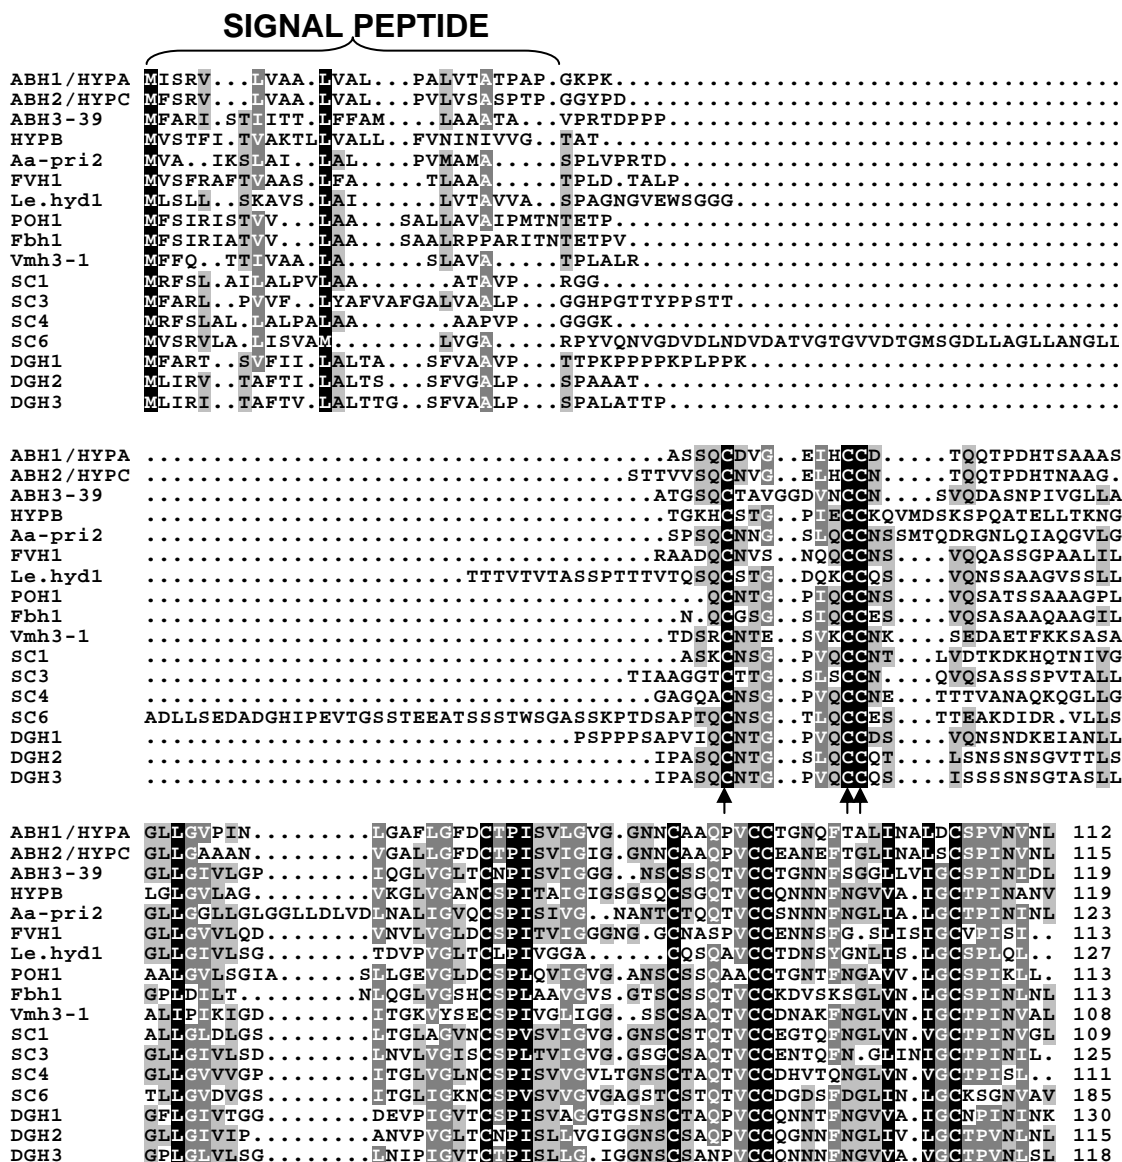 SIGNAL PEPTIDE
ABH1/HYPA MISRV...LVAA.LVAL...PALVTATPAP.GKPK........................................
ABH2/HYPC MFSRV...LVAA.LVAL...PVLVSASPTP.GGYPD.......................................
ABH3-39 MFARI.STIITT.LFFAM....LAAATA....VPRTDPPP....................................
HYPB MVSTFI.TVAKTLLVALL..FVNINIVVG..TAT..........................................
Aa-pri2 MVA..IKSLAI..LAL...PVMAMA......SPLVPRTD....................................
FVH1 MVSFRAFTVAAS.LFA.....TLAAA.....TPLD.TALP...................................
Le.hyd1 MLSLL..SKAVS.LAI.....LVTAVVA..SPAGNGVEWSGGG...............................
POH1 MFSIRISTVV...LAA...SALLAVAIPMTNTETP.........................................
Fbh1 MFSIRIATVV...LAA...SAALRPPARITNTETPV........................................
Vmh3-1 MFFQ..TTIVAA.LA......SLAVA.....TPLALR......................................
SC1 MRFSL.AILALPVLAA.......ATAVP...RGG..........................................
SC3 MFARL..PVVF..LYAFVAFGALVAALP...GGHPGTTYPPSTT...............................
SC4 MRFSLAL.LALPALAA.......AAPVP...GGGK.........................................
SC6 MVSRVLA.LISVAM........LVGA.....RPYVQNVGDVDLNDVDATVGTGVVDTGMSGDLLAGLLANGLL
DGH1 MFART..SVFII.LALTA...SFVAAVP...TTPKPPPPKPLPPK..............................
DGH2 MLIRV..TAFTI.LALTS...SFVGALP...SPAAAT.......................................
DGH3 MLIRI..TAFTV.LALTTG..SFVAALP...SPALATTP.....................................
ABH1/HYPA .........................................ASSQCDVG..EIHCCD.....TQQTPDHTSAAAS
ABH2/HYPC ......................................STTVVSQCNVG..ELHCCN.....TQQTPDHTNAAG.
ABH3-39 ........................................ATGSQCTAVGGDVNCCN....SVQDASNPIVGLLA
HYPB .........................................TGKHCSTG..PIECCKQVMDSKSPQATELLTKNG
Aa-pri2 .........................................SPSQCNNG..SLQCCNSSMTQDRGNLQIAQGVLG
FVH1 ........................................RAADQCNVS..NQQCCNS....VQQASSGPAALIL
Le.hyd1 .........................TTTVTVTASSPTTTVTQSQCSTG..DQKCCQS....VQNSSAAGVSSLL
POH1 ............................................QCNTG..PIQCCNS....VQSATSSAAAGPL
Fbh1 ..........................................N.QCGSG..SIQCCES....VQSASAAQAAGIL
Vmh3-1 .........................................TDSRCNTE..SVKCCNK....SEDAETFKKSASA
SC1 .........................................ASKCNSG..PVQCCNT...LVDTKDKHQTNIVG
SC3 .....................................TIAAGGTCTTG..SLSCCN....QVQSASSSPVTALL
SC4 .......................................GAGQACNSG..PVQCCNE...TTTVANAQKQGLLG
SC6 ADLLSEDADGHIPEVTGSSTEEATSSSTWSGASSKPTDSAPTQCNSG..TLQCCES...TTEAKDIDR.VLLS
DGH1 .................................PSPPPSAPVIQCNTG..PVQCCDS....VQNSNDKEIANLL
DGH2 .......................................IPASQCNTG..SLQCCQT....LSNSSNSGVTTLS
DGH3 .......................................IPASQCNTG..PVQCCQS....ISSSSNSGTASLL
ABH1/HYPA GLLGVPIN.........LGAFLGFDCTPISVLGVG.GNNCAAQPVCCTGNQFTALINALDCSPVNVNL 112
ABH2/HYPC GLLGAAAN.........VGALLGFDCTPISVIGIG.GNNCAAQPVCCEANEFTGLINALSCSPINVNL 115
ABH3-39 GLLGIVLGP........IQGLVGLTCNPISVIGGG..NSCSSQTVCCTGNNFSGGLLVIGCSPINIDL 119
HYPB LGLGVLAG.........VKGLVGANCSPITAIGIGSGSQCSGQTVCCQNNNFNGVVA.IGCTPINANV 119
Aa-pri2 GLLGGLLGLGGLLDLVDLNALIGVQCSPISIVG..NANTCTQQTVCCSNNNFNGLIA.LGCTPININL 123
FVH1 GLLGVVLQD........VNVLVGLDCSPITVIGGGNG.GCNASPVCCENNSFG.SLISIGCVPISI.. 113
Le.hyd1 GLLGIVLSG........TDVPVGLTCLPIVGGA....CQSQAVCCTDNSYGNLIS.LGCSPLQL. 127
POH1 AALGVLSGIA.......SLLGEVGLDCSPLQVIGVG.ANSCSSQAACCTGNTFNGAVV.LGCSPIKLL. 113
Fbh1 GPLDILT..........NLQGLVGSHCSPLAAVGVS.GTSCSSQTVCCKDVSKSGLVN.LGCSPINLNL 113
Vmh3-1 ALIPIKIGD........ITGKVYSECSPIVGLIGG..SSCSAQTVCCDNAKFNGLVN.IGCTPINVAL 108
SC1 ALLGLDLGS........LTGLAGVNCSPVSVIGVG.GNSCSTQTVCCEGTQFNGLVN.VGCTPINVGL 109
SC3 GLLGIVLSD........LNVLVGISCSPLTVIGVG.GSGCSAQTVCCENTQFN.GLINIGCTPINIL. 125
SC4 GLLGVVVGP........ITGLVGLNCSPISVVGVLTGNSCTAQTVCCDHVTQNGLVN.VGCTPISL.. 111
SC6 TLLGVDVGS........ITGLIGKNCSPVSVVGVGAGSTCSTQTVCCDGDSFDGLIN.LGCKSGNVAV 185
DGH1 GFLGIVTGG........DEVPIGVTCSPISVAGGTGSNSCTAQPVCCQNNTFNGVVA.IGCNPININK 130
DGH2 GLLGIVIP.........ANVPVGLTCNPISLLVGIGGNSCSAQPVCCQGNNFNGLIV.LGCTPVNLNL 115
DGH3 GPLGLVLSG........LNIPIGVTCTPISLLG.IGGNSCSANPVCCTNNNFNGVVA.VGCTPVNLSL 118